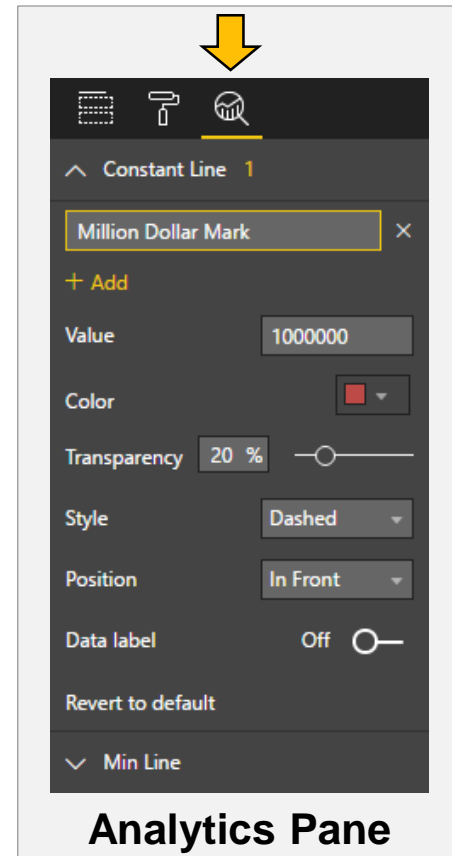 Constant Line 1
Million Dollar Mark
+ Add
Value 1000000
Color
Transparency 20 %
Style Dashed
Position In Front
Data label Off
Revert to default
Min Line
Analytics Pane